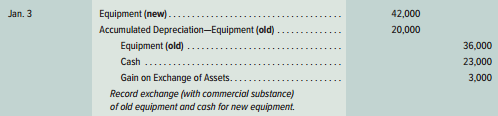 Jan. 3 Equipment (new)........................................ 42,000
Accumulated Depreciation—Equipment (old)................ 20,000
Equipment (old)........................................ 36,000
Cash................................................ 23,000
Gain on Exchange of Assets............................ 3,000
Record exchange (with commercial substance)
of old equipment and cash for new equipment.